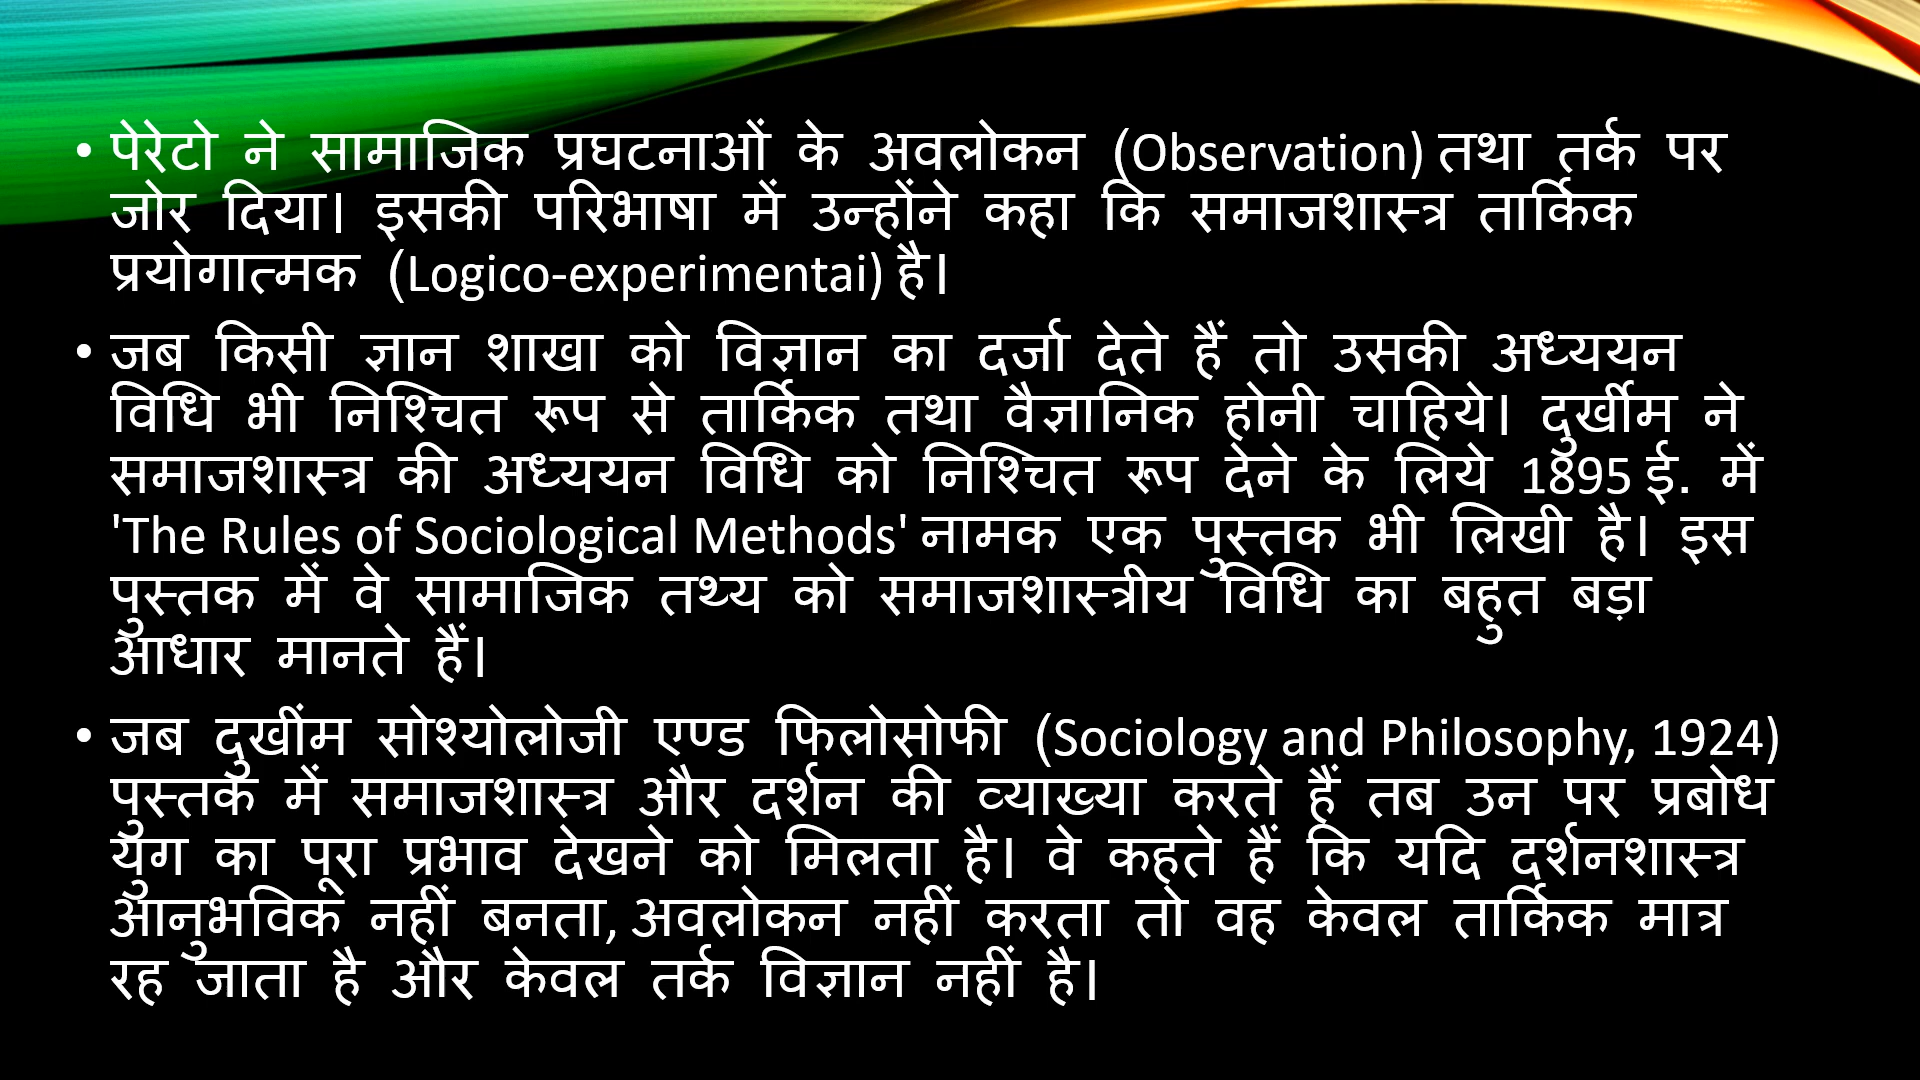 • पेरेटो ने सामाजिक प्रघटनाओं के अवलोकन (Observation) तथा तर्क पर
जोर दिया। इसकी परिभाषा में उन्होंने कहा कि समाजशास्त्र तार्किक
प्रयोगात्मक (Logico-experimentai) है।
• जब किसी ज्ञान शाखा को विज्ञान का दर्जा देते हैं तो उसकी अध्ययन
विधि भी निश्चित रूप से तार्किक तथा वैज्ञानिक होनी चाहिये। दुर्खीम ने
समाजशास्त्र की अध्ययन विधि को निश्चित रूप देने के लिये 1895 ई. में
'The Rules of Sociological Methods' नामक एक पुस्तक भी लिखी है। इस
पुस्तक में वे सामाजिक तथ्य को समाजशास्त्रीय विधि का बहुत बड़ा
आधार मानते हैं।
• जब दुखींम सोश्योलोजी एण्ड फिलोसोफी (Sociology and Philosophy, 1924)
पुस्तक में समाजशास्त्र और दर्शन की व्याख्या करते हैं तब उन पर प्रबोध
युग का पूरा प्रभाव देखने को मिलता है। वे कहते हैं कि यदि दर्शनशास्त्र
आनुभविक नहीं बनता, अवलोकन नहीं करता तो वह केवल तार्किक मात्र
रह जाता है और केवल तर्क विज्ञान नहीं है।